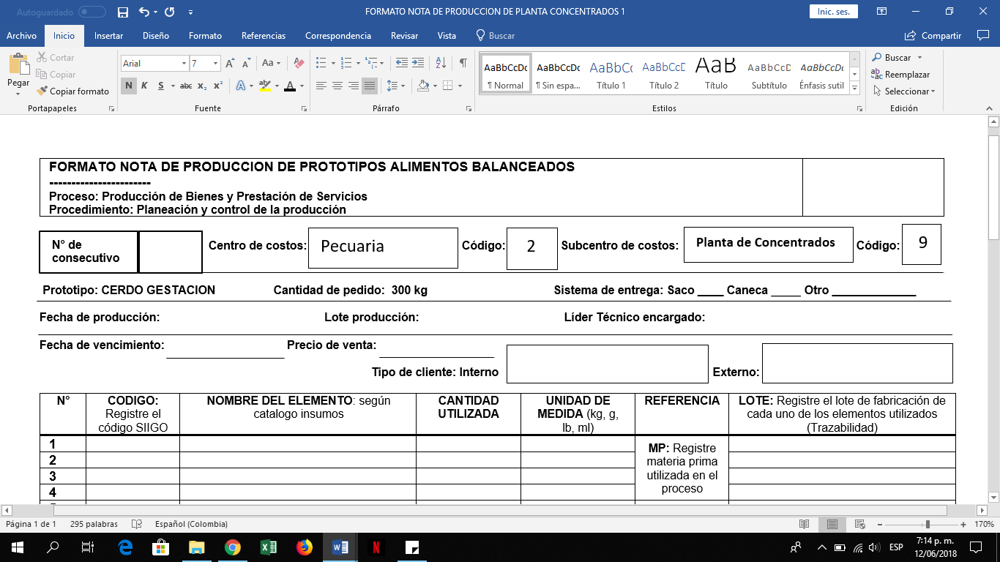 Autoguardado
FORMATO NOTA DE PRODUCCION DE PLANTA CONCENTRADOS 1
Inic. ses.
Archivo Inicio Insertar Diseño Formato Referencias Correspondencia Revisar Vista Buscar Compartir
Pegar
Cortar
Copiar
Copiar formato
Portapapeles
Arial 7
N K S abc x₂ x²
Fuente
Párrafo
AaBbCcDc AaBbCcDc AaBbCc AaBbCcD AaB AaBbCcD AaBbCcDc
¶ Normal ¶ Sin espa... Título 1 Título 2 Título Subtítulo Énfasis sutil
Estilos
Buscar
Reemplazar
Seleccionar
Edición
FORMATO NOTA DE PRODUCCION DE PROTOTIPOS ALIMENTOS BALANCEADOS
-----------------------
Proceso: Producción de Bienes y Prestación de Servicios
Procedimiento: Planeación y control de la producción
N° de
consecutivo
Centro de costos: Pecuaria Código: 2 Subcentro de costos: Planta de Concentrados Código: 9
Prototipo: CERDO GESTACION Cantidad de pedido: 300 kg Sistema de entrega: Saco ____ Caneca _____ Otro _____________
Fecha de producción: Lote producción: Líder Técnico encargado:
Fecha de vencimiento: Precio de venta:
Tipo de cliente: Interno Externo:
N°
CODIGO:
Registre el
código SIIGO
NOMBRE DEL ELEMENTO: según
catalogo insumos
CANTIDAD
UTILIZADA
UNIDAD DE
MEDIDA (kg, g,
lb, ml)
REFERENCIA
LOTE: Registre el lote de fabricación de
cada uno de los elementos utilizados
(Trazabilidad)
1
2
3
4
MP: Registre
materia prima
utilizada en el
proceso
Página 1 de 1 295 palabras Español (Colombia) 170%
ESP
7:14 p. m.
12/06/2018